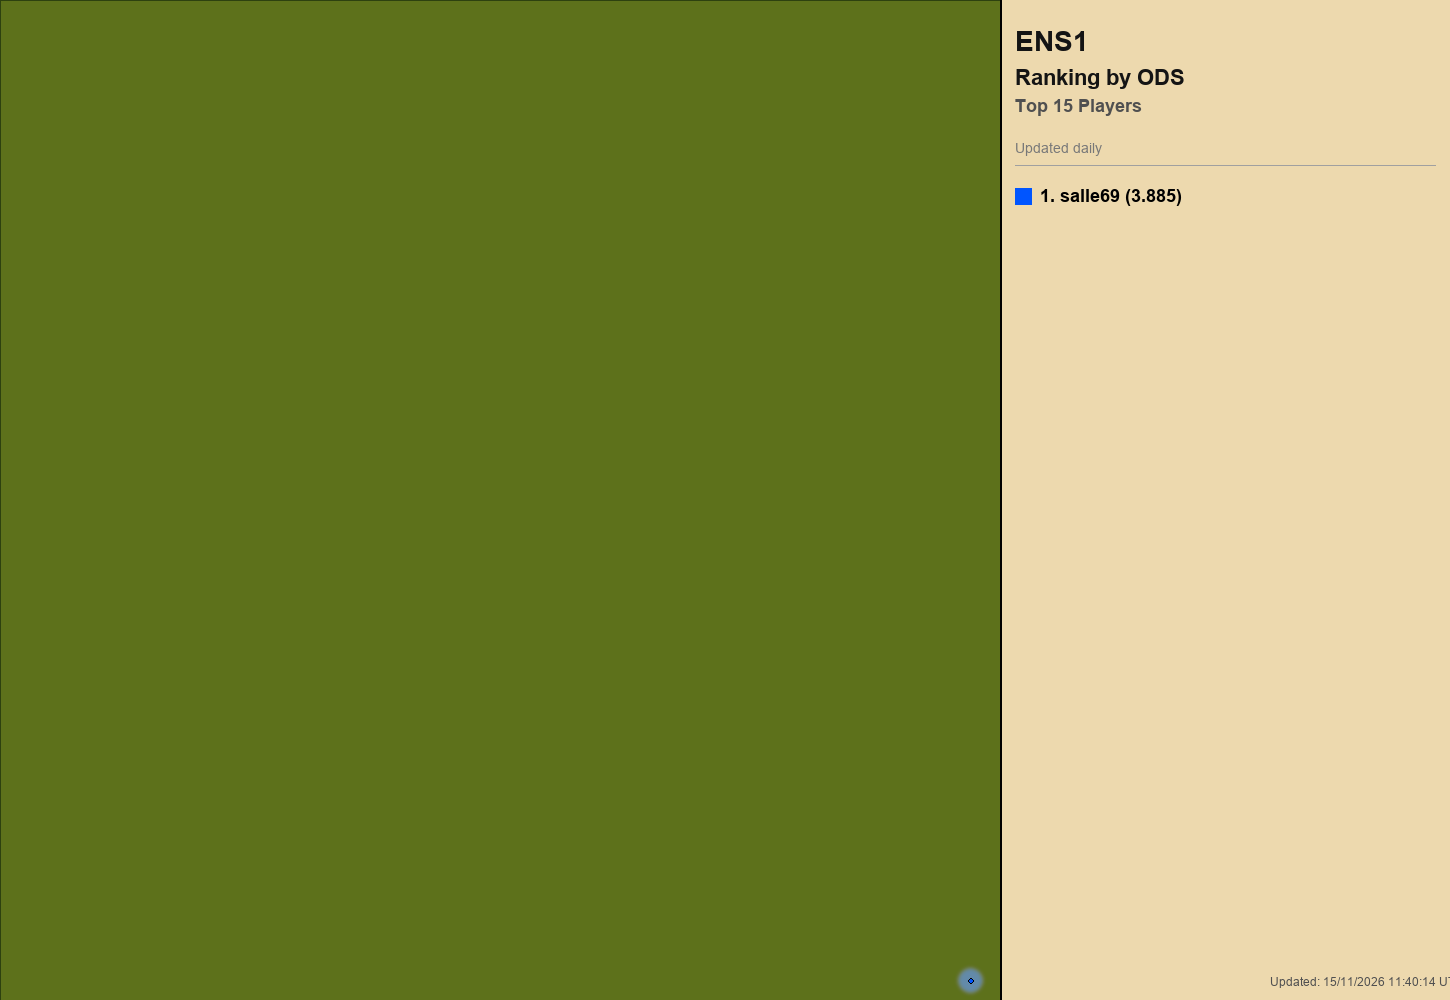 ENS1
Ranking by ODS
Top 15 Players
Updated daily
1. salle69 (3.885)
Updated: 15/11/2026 11:40:14